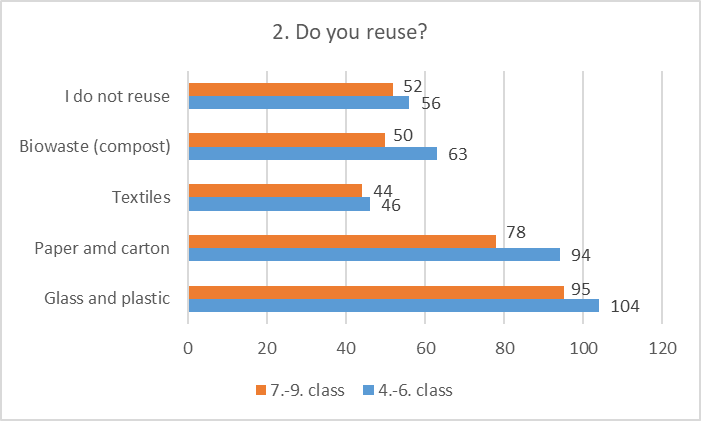 2. Do you reuse?
I do not reuse
52
56
Biowaste (compost)
50
63
Textiles
44
46
Paper amd carton
78
94
Glass and plastic
95
104
0 20 40 60 80 100 120
7.-9. class 4.-6. class